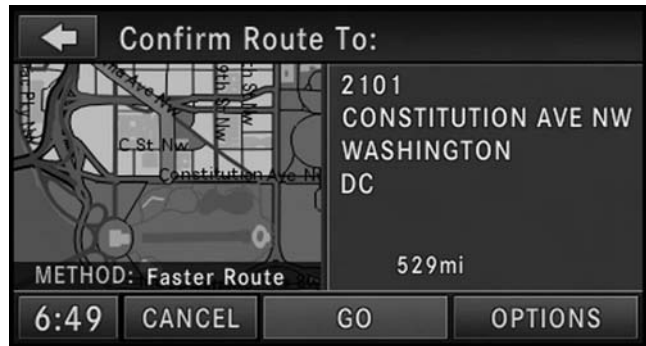 Confirm Route To:
2101
CONSTITUTION AVE NW
WASHINGTON
DC
529mi
C St Nw
Constitution Ave
METHOD: Faster Route
6:49
CANCEL
GO
OPTIONS